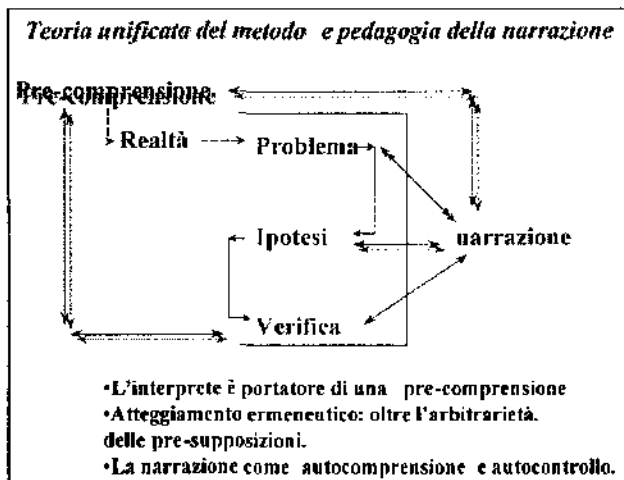 Teoria unificata del metodo e pedagogia della narrazione
Pre-comprensione
Realtà
Problema
Ipotesi
narrazione
Verifica
•L'interprete è portatore di una pre-comprensione
•Atteggiamento ermeneutico: oltre l'arbitrarietà.
delle pre-supposizioni.
•La narrazione come autocomprensione e autocontrollo.